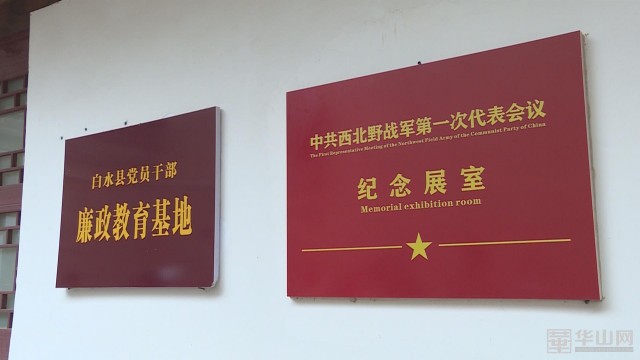 白水县党员干部
廉政教育基地
中共西北野战军第一次代表会议
The Pirst Representative Meeting of the Northwest Field Army of the Communist Party of China
纪念展室
Memorial exhibition room
华山网